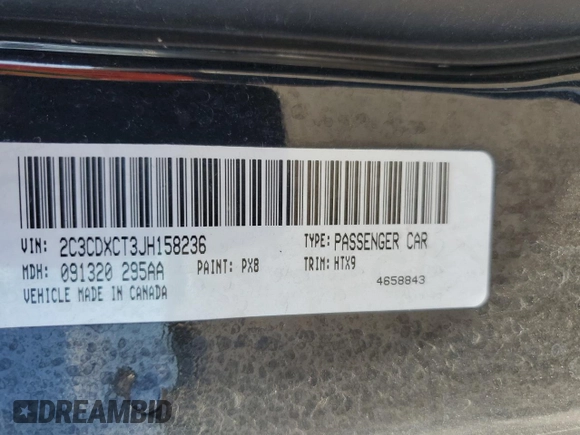 VIN: 2C3CDXCT3JH158236 TYPE: PASSENGER CAR
MDH: 091320 295AA PAINT: PX8 TRIM: HTX9
VEHICLE MADE IN CANADA 4658843
DREAMBID